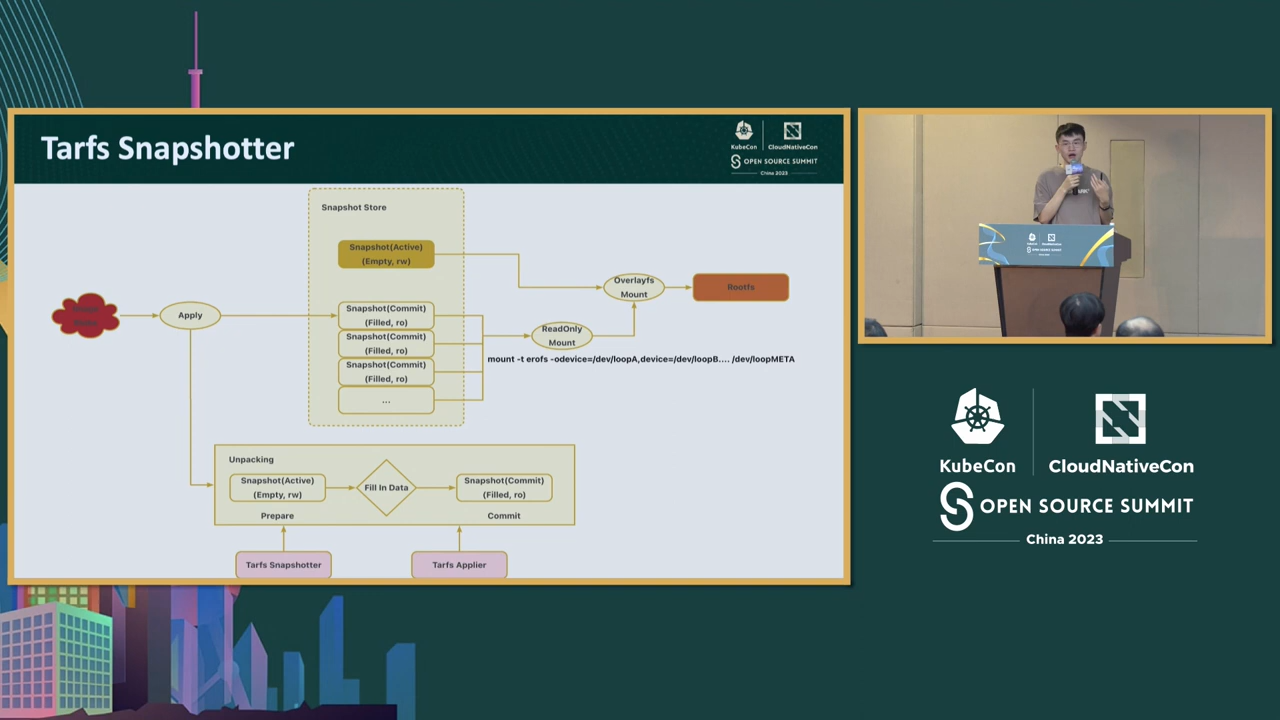 Tarfs Snapshotter
KubeCon
CloudNativeCon
OPEN SOURCE SUMMIT
China 2023
Snapshot Store
Snapshot(Active)
(Empty, rw)
Overlayfs
Mount
Rootfs
Apply
Snapshot(Commit)
(Filled, ro)
Snapshot(Commit)
(Filled, ro)
Snapshot(Commit)
(Filled, ro)
...
ReadOnly
Mount
mount -t erofs -odevice=/dev/loopA,device=/dev/loopB.... /dev/loopMETA
Unpacking
Snapshot(Active)
(Empty, rw)
Fill In Data
Snapshot(Commit)
(Filled, ro)
Prepare
Commit
Tarfs Snapshotter
Tarfs Applier
KubeCon
CloudNativeCon
OPEN SOURCE SUMMIT
China 2023